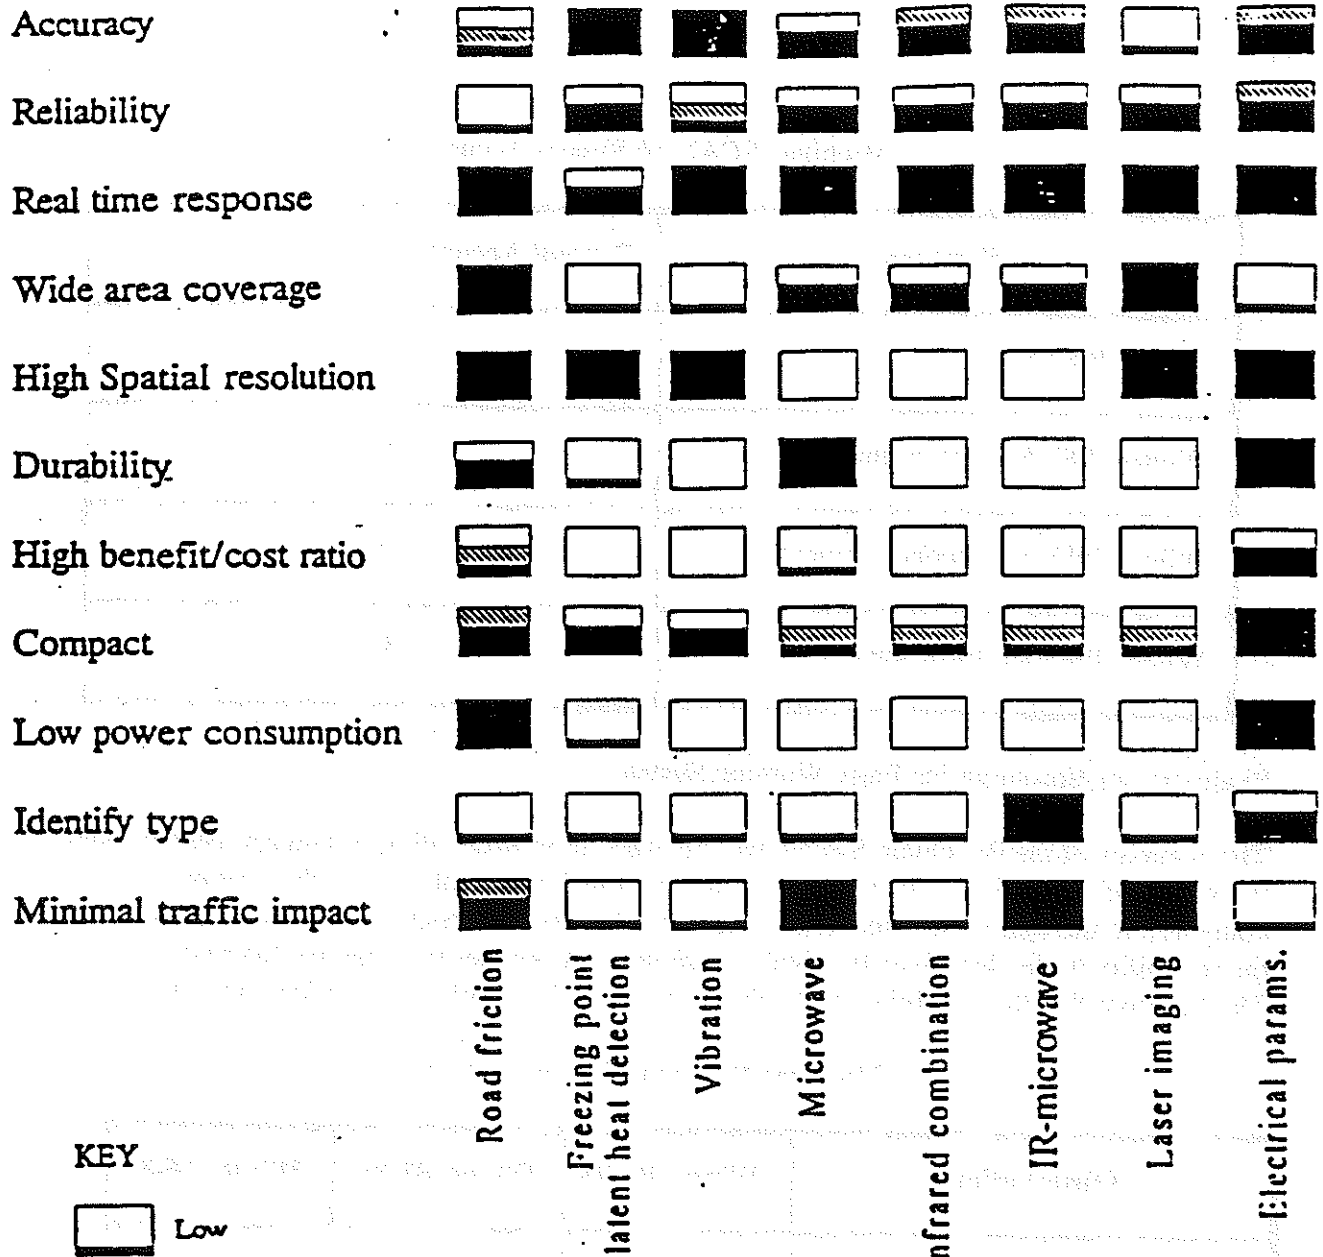 Accuracy
Reliability
Real time response
Wide area coverage
High Spatial resolution
Durability
High benefit/cost ratio
Compact
Low power consumption
Identify type
Minimal traffic impact
Road friction
Freezing point
latent heat detection
Vibration
Microwave
nfrared combination
IR-microwave
Laser imaging
Electrical params.
KEY
Low